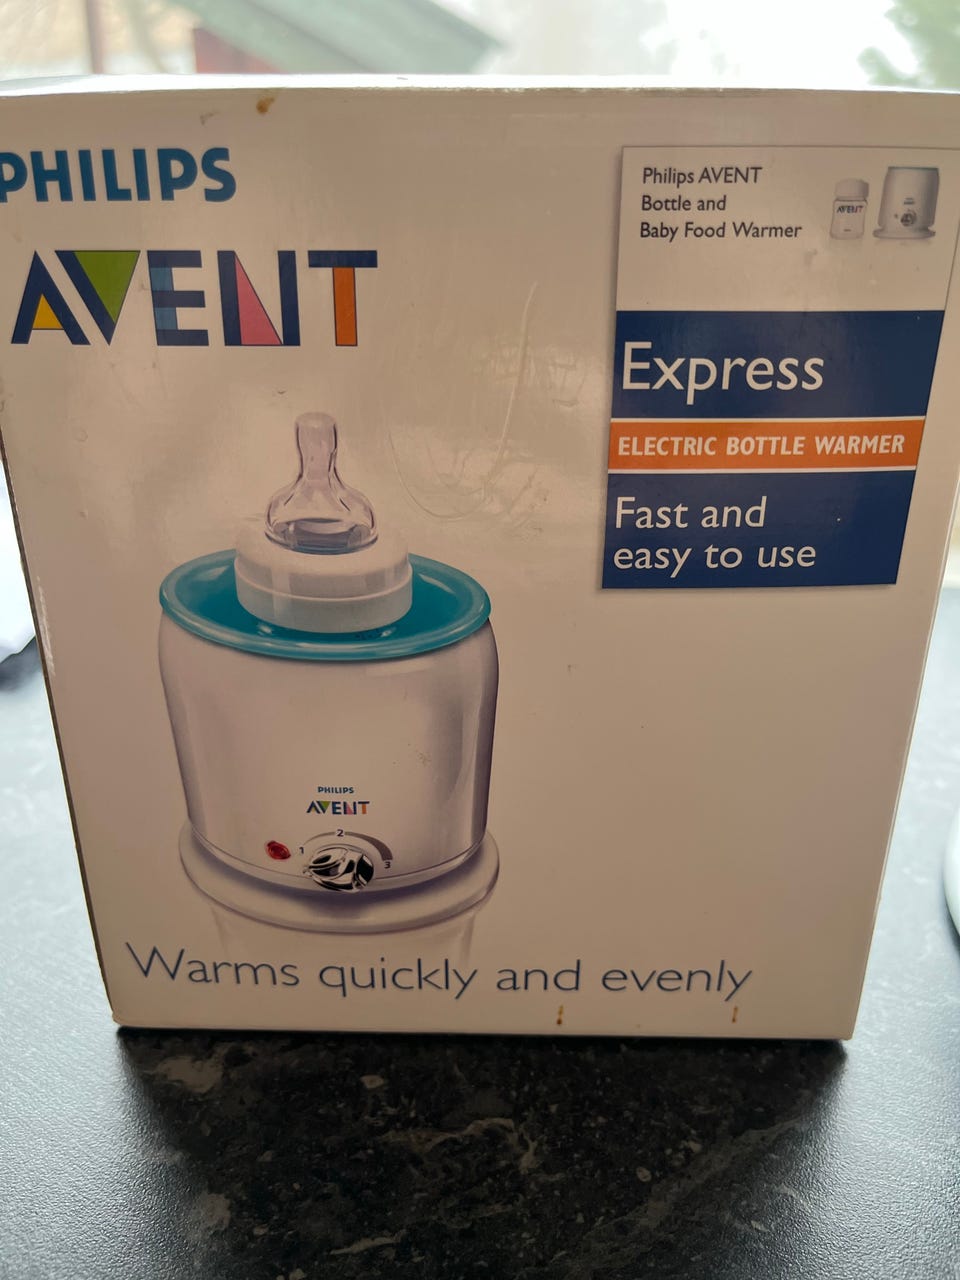 PHILIPS
AVENT
Philips AVENT
Bottle and
Baby Food Warmer
AVENT
Express
ELECTRIC BOTTLE WARMER
Fast and
easy to use
PHILIPS
AVENT
1 2 3
Warms quickly and evenly